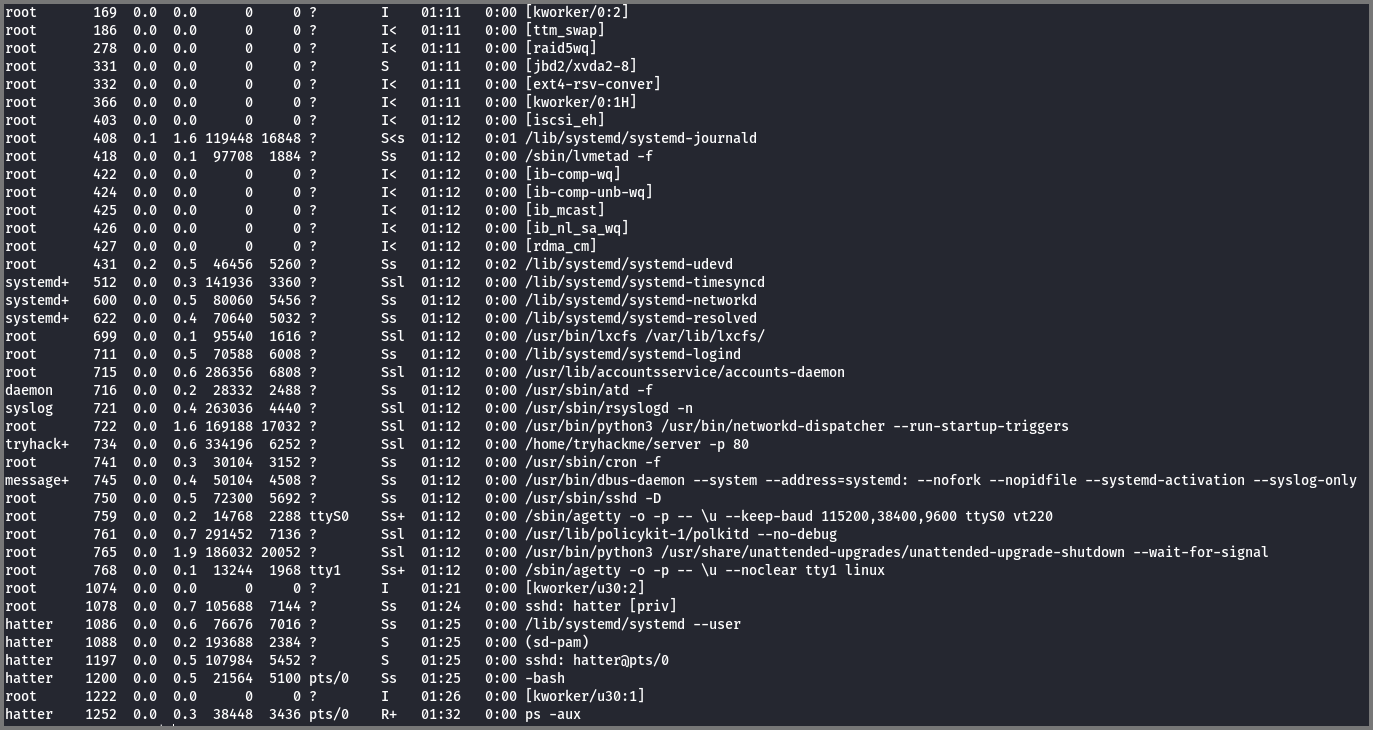 root       169  0.0  0.0      0     0 ?        I    01:11   0:00 [kworker/0:2]
root       186  0.0  0.0      0     0 ?        I<   01:11   0:00 [ttm_swap]
root       278  0.0  0.0      0     0 ?        I<   01:11   0:00 [raid5wq]
root       331  0.0  0.0      0     0 ?        S    01:11   0:00 [jbd2/xvda2-8]
root       332  0.0  0.0      0     0 ?        I<   01:11   0:00 [ext4-rsv-conver]
root       366  0.0  0.0      0     0 ?        I<   01:11   0:00 [kworker/0:1H]
root       403  0.0  0.0      0     0 ?        I<   01:12   0:00 [iscsi_eh]
root       408  0.1  1.6 119448 16848 ?        S<s  01:12   0:01 /lib/systemd/systemd-journald
root       418  0.0  0.1  97708  1884 ?        Ss   01:12   0:00 /sbin/lvmetad -f
root       422  0.0  0.0      0     0 ?        I<   01:12   0:00 [ib-comp-wq]
root       424  0.0  0.0      0     0 ?        I<   01:12   0:00 [ib-comp-unb-wq]
root       425  0.0  0.0      0     0 ?        I<   01:12   0:00 [ib_mcast]
root       426  0.0  0.0      0     0 ?        I<   01:12   0:00 [ib_nl_sa_wq]
root       427  0.0  0.0      0     0 ?        I<   01:12   0:00 [rdma_cm]
root       431  0.2  0.5  46456  5260 ?        Ss   01:12   0:02 /lib/systemd/systemd-udevd
systemd+   512  0.0  0.3 141936  3360 ?        Ssl  01:12   0:00 /lib/systemd/systemd-timesyncd
systemd+   600  0.0  0.5  80060  5456 ?        Ss   01:12   0:00 /lib/systemd/systemd-networkd
systemd+   622  0.0  0.4  70640  5032 ?        Ss   01:12   0:00 /lib/systemd/systemd-resolved
root       699  0.0  0.1  95540  1616 ?        Ssl  01:12   0:00 /usr/bin/lxcfs /var/lib/lxcfs/
root       711  0.0  0.5  70588  6008 ?        Ss   01:12   0:00 /lib/systemd/systemd-logind
root       715  0.0  0.6 286356  6808 ?        Ssl  01:12   0:00 /usr/lib/accountsservice/accounts-daemon
daemon     716  0.0  0.2  28332  2488 ?        Ss   01:12   0:00 /usr/sbin/atd -f
syslog     721  0.0  0.4 263036  4440 ?        Ssl  01:12   0:00 /usr/sbin/rsyslogd -n
root       722  0.0  1.6 169188 17032 ?        Ssl  01:12   0:00 /usr/bin/python3 /usr/bin/networkd-dispatcher --run-startup-triggers
tryhack+   734  0.0  0.6 334196  6252 ?        Ssl  01:12   0:00 /home/tryhackme/server -p 80
root       741  0.0  0.3  30104  3152 ?        Ss   01:12   0:00 /usr/sbin/cron -f
message+   745  0.0  0.4  50104  4508 ?        Ss   01:12   0:00 /usr/bin/dbus-daemon --system --address=systemd: --nofork --nopidfile --systemd-activation --syslog-only
root       750  0.0  0.5  72300  5692 ?        Ss   01:12   0:00 /usr/sbin/sshd -D
root       759  0.0  0.2  14768  2288 ttyS0    Ss+  01:12   0:00 /sbin/agetty -o -p -- \u --keep-baud 115200,38400,9600 ttyS0 vt220
root       761  0.0  0.7 291452  7136 ?        Ssl  01:12   0:00 /usr/lib/policykit-1/polkitd --no-debug
root       765  0.0  1.9 186032 20052 ?        Ssl  01:12   0:00 /usr/bin/python3 /usr/share/unattended-upgrades/unattended-upgrade-shutdown --wait-for-signal
root       768  0.0  0.1  13244  1968 tty1     Ss+  01:12   0:00 /sbin/agetty -o -p -- \u --noclear tty1 linux
root      1074  0.0  0.0      0     0 ?        I    01:21   0:00 [kworker/u30:2]
root      1078  0.0  0.7 105688  7144 ?        Ss   01:24   0:00 sshd: hatter [priv]
hatter    1086  0.0  0.6  76676  7016 ?        Ss   01:25   0:00 /lib/systemd/systemd --user
hatter    1088  0.0  0.2 193688  2384 ?        S    01:25   0:00 (sd-pam)
hatter    1197  0.0  0.5 107984  5452 ?        S    01:25   0:00 sshd: hatter@pts/0
hatter    1200  0.0  0.5  21564  5100 pts/0    Ss   01:25   0:00 -bash
root      1222  0.0  0.0      0     0 ?        I    01:26   0:00 [kworker/u30:1]
hatter    1252  0.0  0.3  38448  3436 pts/0    R+   01:32   0:00 ps -aux